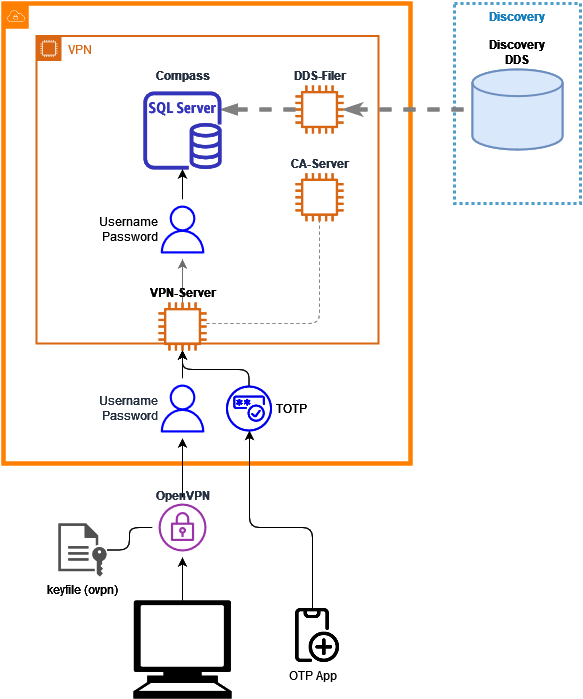 Discovery
Discovery
DDS
VPN
Compass
SQL Server
DDS-Filer
CA-Server
Username
Password
VPN-Server
Username
Password
**
TOTP
OpenVPN
keyfile (ovpn)
OTP App